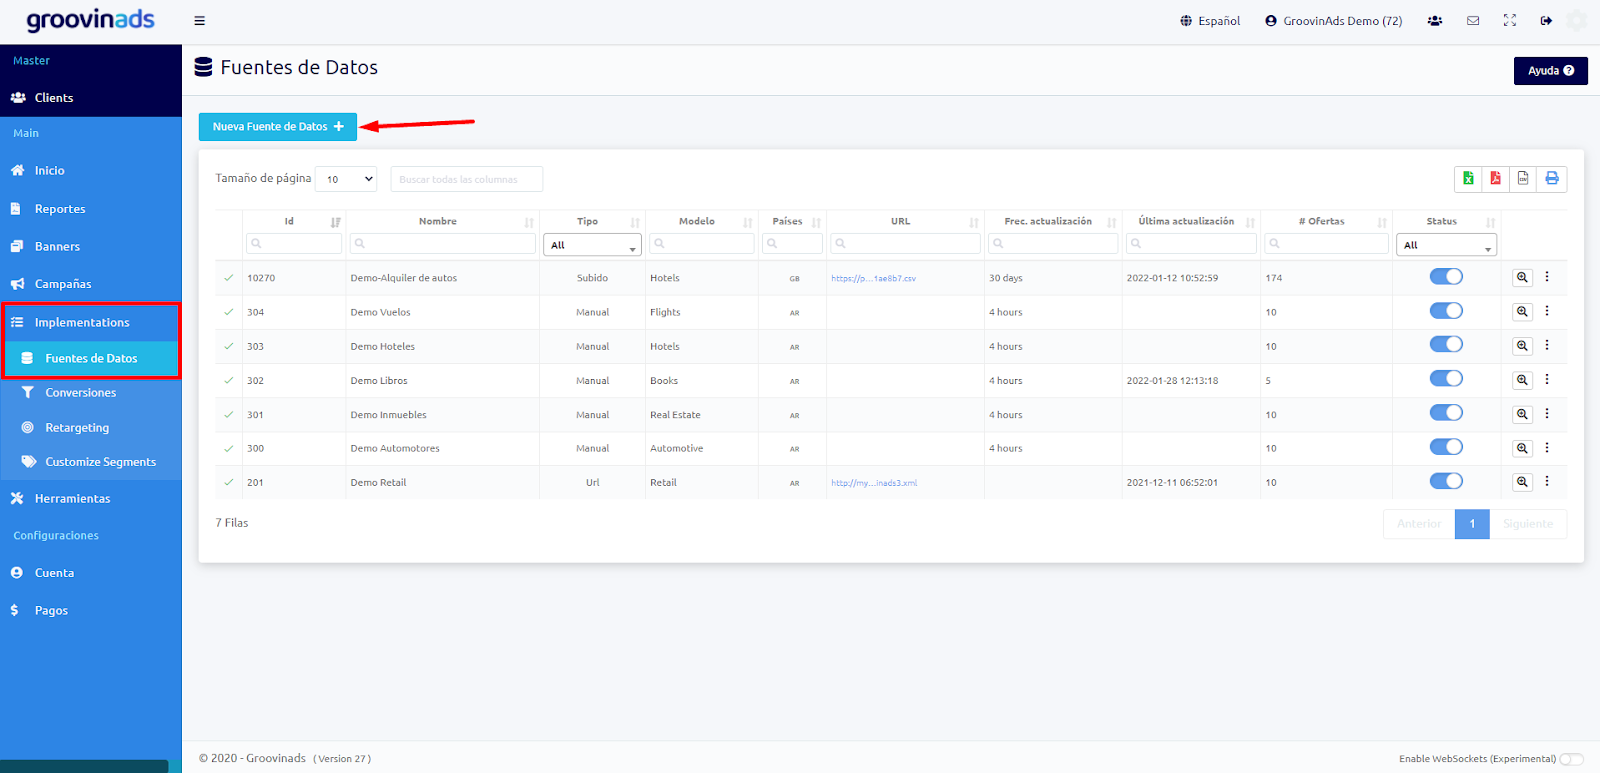 groovinads
Español
GroovinAds Demo (72)
Master
Clients
Main
Inicio
Reportes
Banners
Campañas
Implementations
Fuentes de Datos
Conversiones
Retargeting
Customize Segments
Herramientas
Configuraciones
Cuenta
Pagos
Fuentes de Datos
Ayuda
Nueva Fuente de Datos +
Tamaño de página 10 Buscar todas las columnas
Id Nombre Tipo Modelo Países URL Frec. actualización Última actualización # Ofertas Status
All All
10270 Demo-Alquiler de autos Subido Hotels GB https://p...1ae8b7.csv 30 days 2022-01-12 10:52:59 174
304 Demo Vuelos Manual Flights AR 4 hours 10
303 Demo Hoteles Manual Hotels AR 4 hours 10
302 Demo Libros Manual Books AR 4 hours 2022-01-28 12:13:18 5
301 Demo Inmuebles Manual Real Estate AR 4 hours 10
300 Demo Automotores Manual Automotive AR 4 hours 10
201 Demo Retail Url Retail AR http://my...inads3.xml 2021-12-11 06:52:01 10
7 Filas
Anterior 1 Siguiente
© 2020 - Groovinads ( Version 27 )
Enable WebSockets (Experimental)